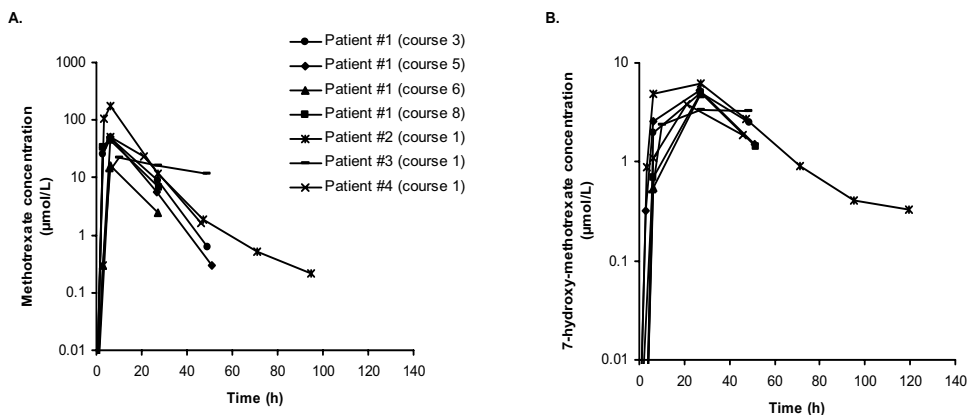 A.
Methotrexate concentration
(µmol/L)
1000
100
10
1
0.1
0.01
0 20 40 60 80 100 120 140
Time (h)
Patient #1 (course 3)
Patient #1 (course 5)
Patient #1 (course 6)
Patient #1 (course 8)
Patient #2 (course 1)
Patient #3 (course 1)
Patient #4 (course 1)
B.
7-hydroxy-methotrexate concentration
(µmol/L)
10
1
0.1
0.01
0 20 40 60 80 100 120 140
Time (h)